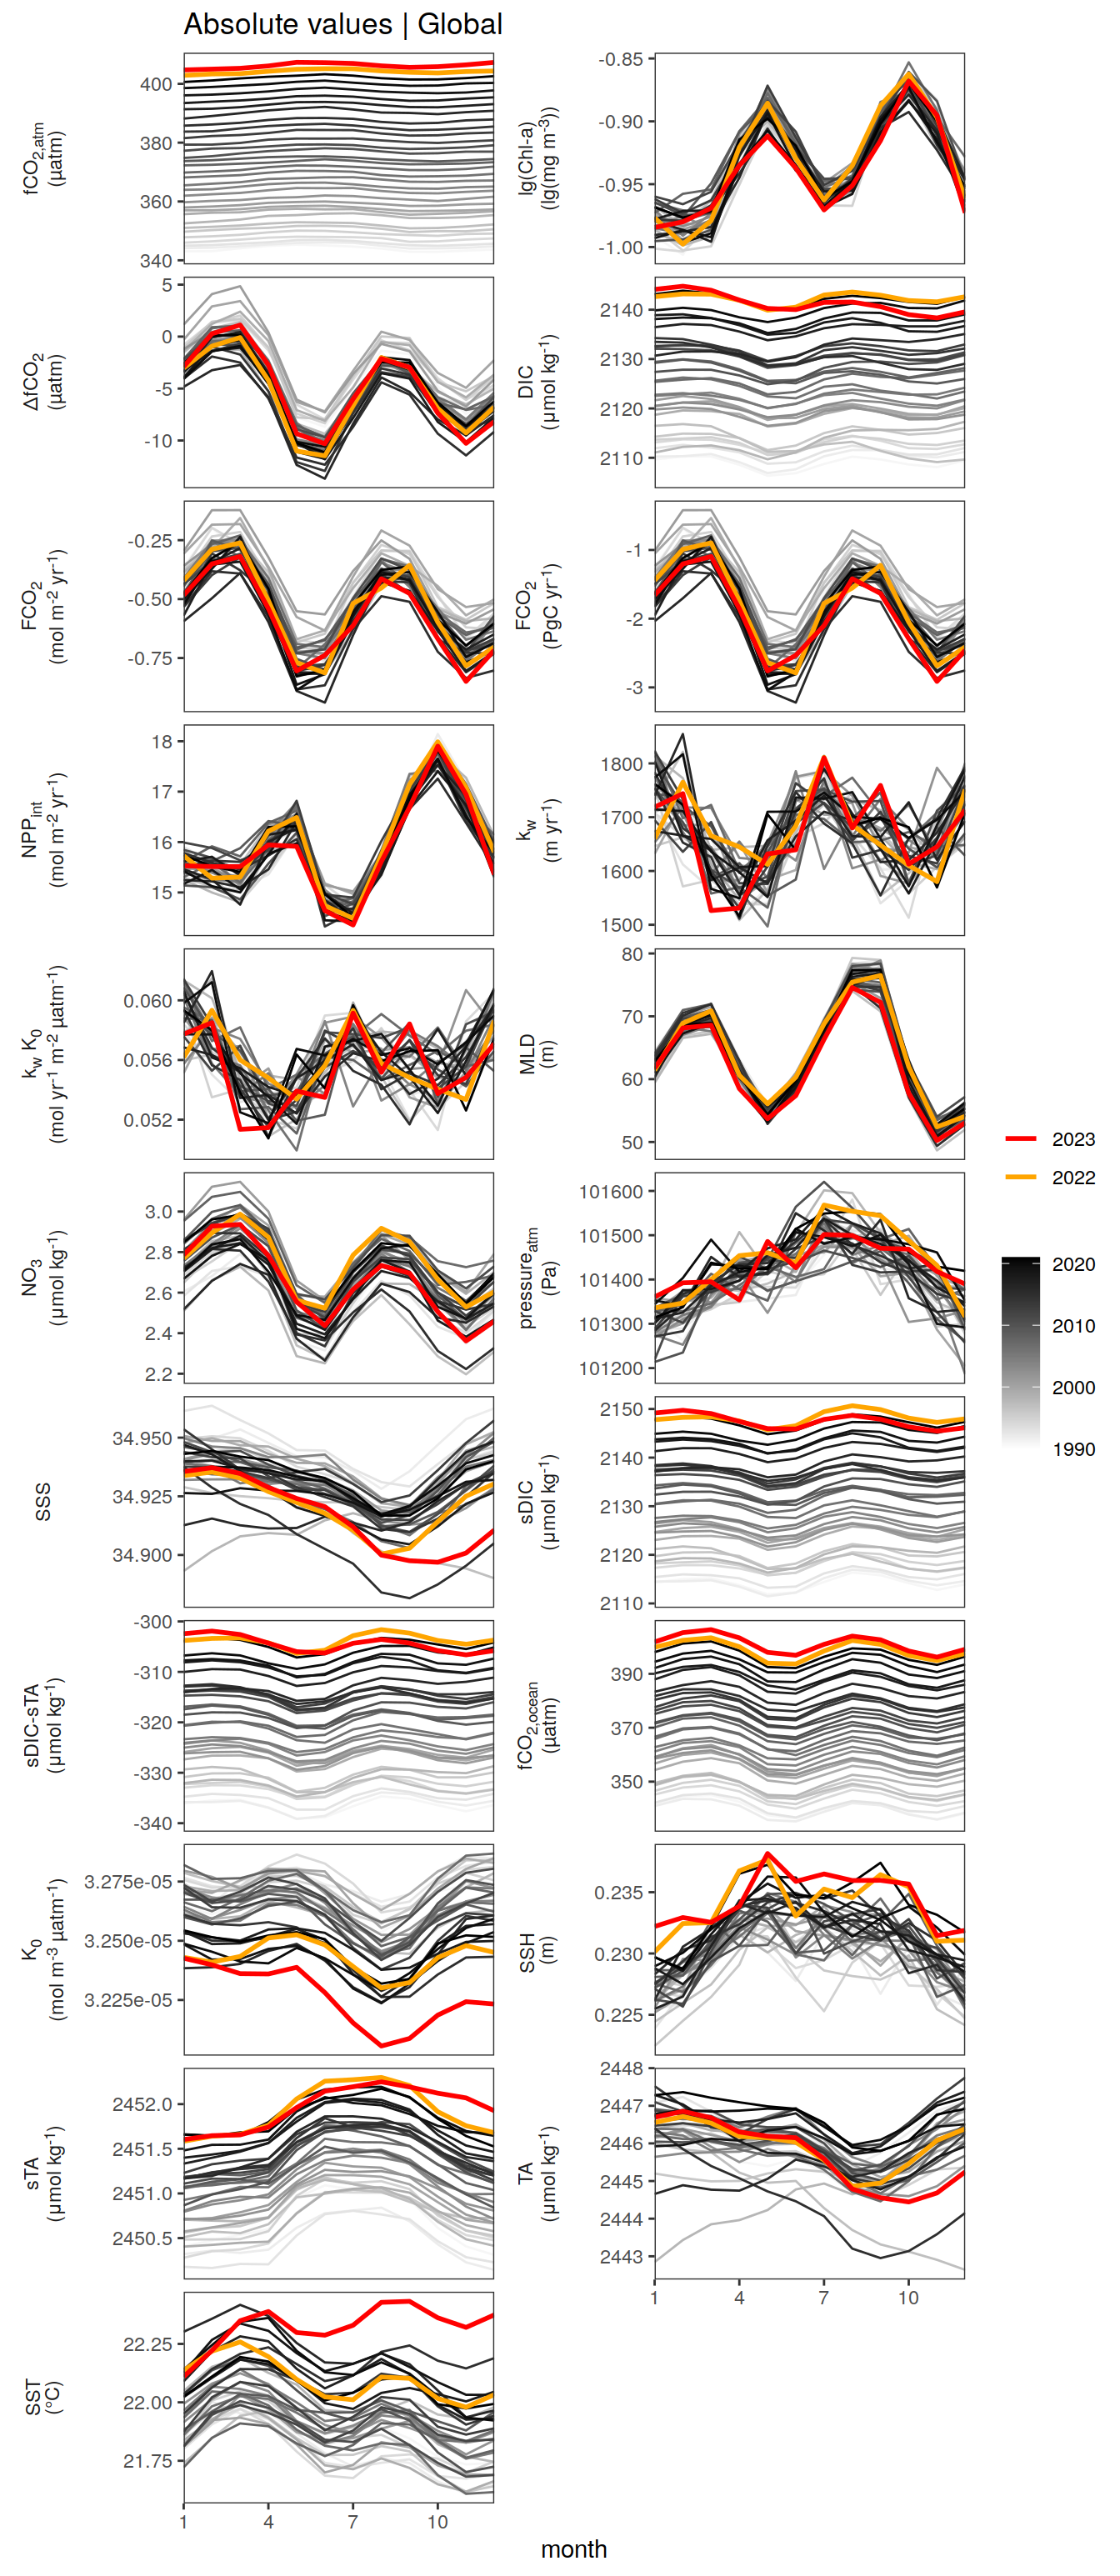 Absolute values | Global
fCO2,atm
(µatm)
400
380
360
340
lg(Chl-a)
(lg(mg m-3))
-0.85
-0.90
-0.95
-1.00
ΔfCO2
(µatm)
5
0
-5
-10
DIC
(µmol kg-1)
2140
2130
2120
2110
FCO2
(mol m-2 yr-1)
-0.25
-0.50
-0.75
FCO2
(PgC yr-1)
-1
-2
-3
NPPint
(mol m-2 yr-1)
18
17
16
15
kw
(m yr-1)
1800
1700
1600
1500
kw K0
(mol yr-1 m-2 µatm-1)
0.060
0.056
0.052
MLD
(m)
80
70
60
50
2023
2022
2020
2010
2000
1990
NO3
(µmol kg-1)
3.0
2.8
2.6
2.4
2.2
pressureatm
(Pa)
101600
101500
101400
101300
101200
SSS
34.950
34.925
34.900
sDIC
(µmol kg-1)
2150
2140
2130
2120
2110
sDIC-sTA
(µmol kg-1)
-300
-310
-320
-330
-340
fCO2,ocean
(µatm)
390
370
350
K0
(mol m-3 µatm-1)
3.275e-05
3.250e-05
3.225e-05
SSH
(m)
0.235
0.230
0.225
sTA
(µmol kg-1)
2452.0
2451.5
2451.0
2450.5
TA
(µmol kg-1)
2448
2447
2446
2445
2444
2443
1 4 7 10
SST
(°C)
22.25
22.00
21.75
1 4 7 10
month